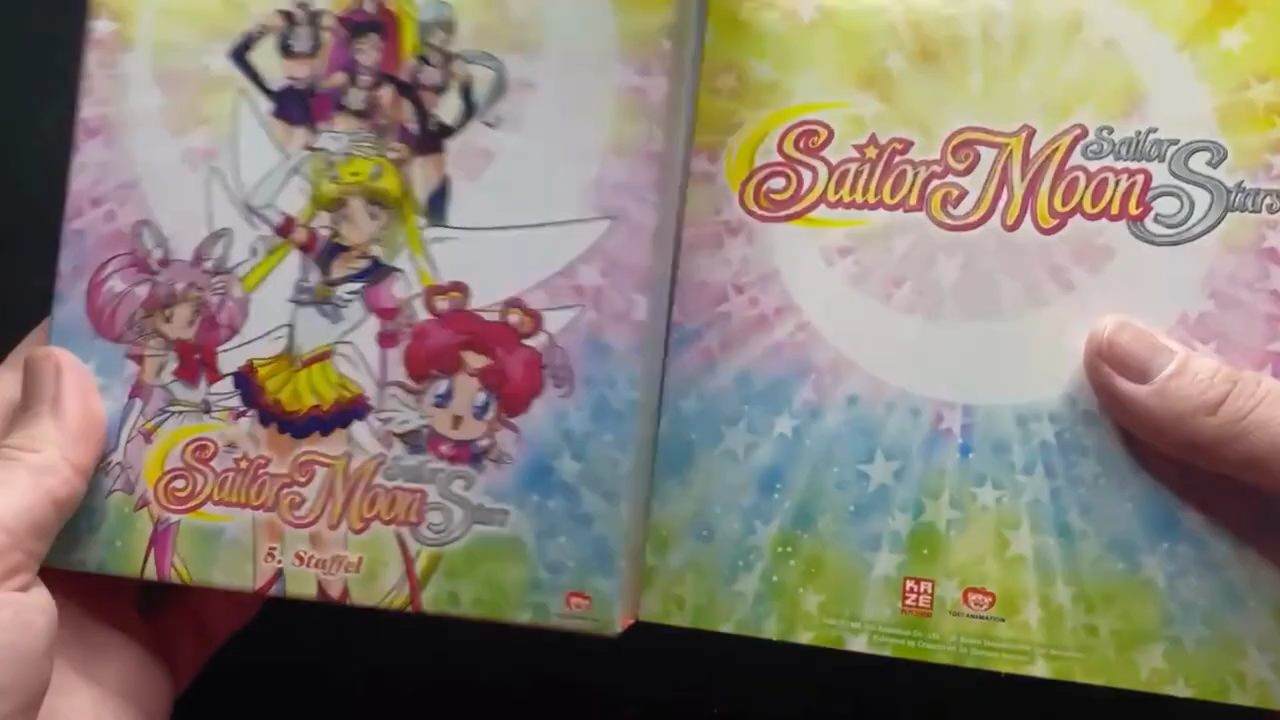 Sailor Moon Sailor Stars
5. Staffel
Sailor Moon Sailor Stars
KAZE
TOEI ANIMATION